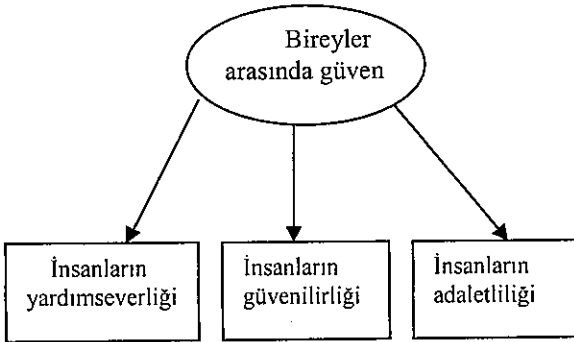 Bireyler
arasında güven
İnsanların
yardımseverliği
İnsanların
güvenilirliği
İnsanların
adaletliliği